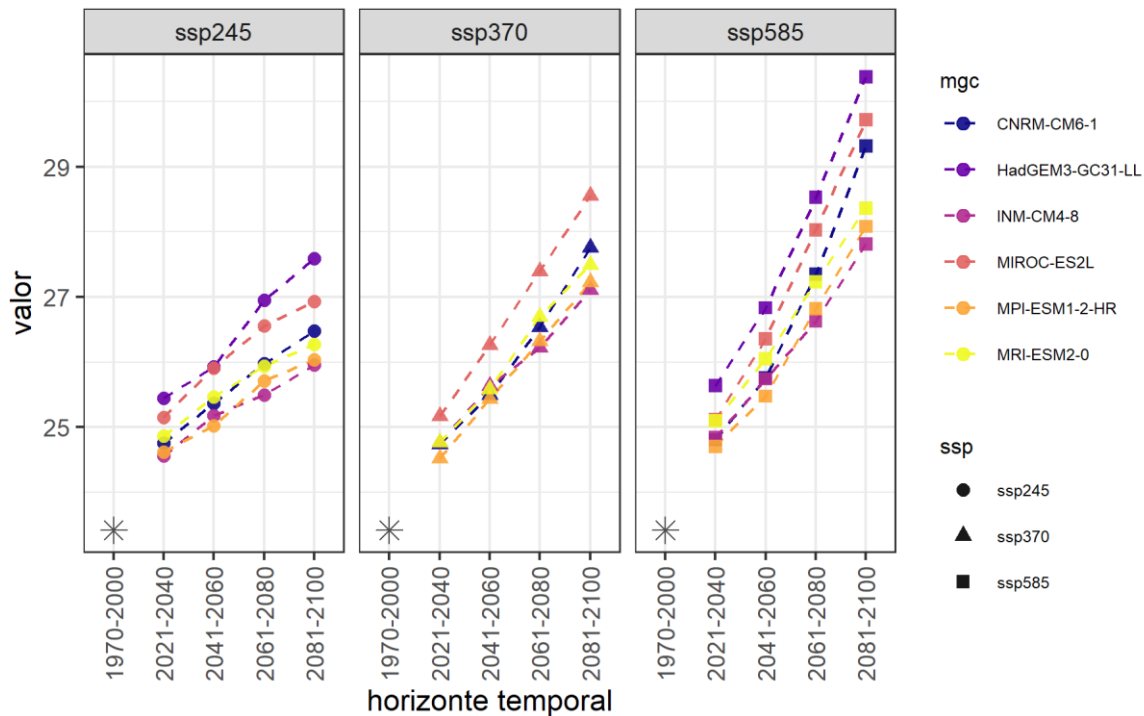 ssp245
ssp370
ssp585
valor
29
27
25
1970-2000
2021-2040
2041-2060
2061-2080
2081-2100
1970-2000
2021-2040
2041-2060
2061-2080
2081-2100
1970-2000
2021-2040
2041-2060
2061-2080
2081-2100
horizonte temporal
mgc
CNRM-CM6-1
HadGEM3-GC31-LL
INM-CM4-8
MIROC-ES2L
MPI-ESM1-2-HR
MRI-ESM2-0
ssp
ssp245
ssp370
ssp585